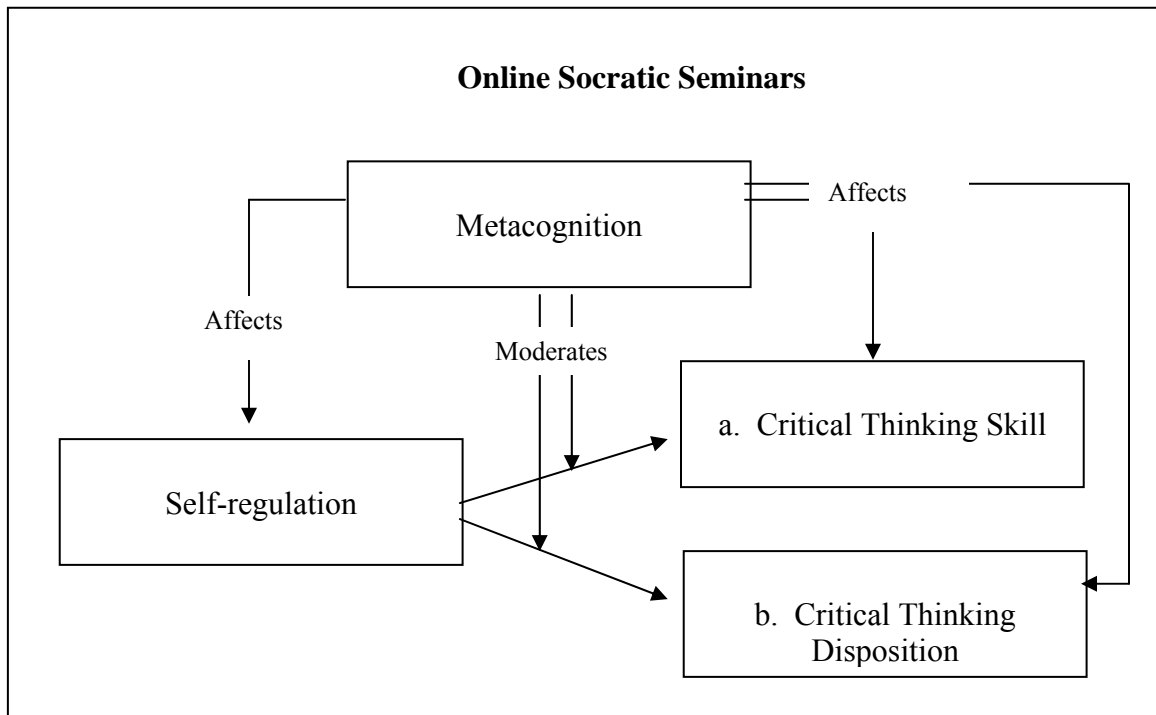 Online Socratic Seminars
Metacognition
Affects
Affects
Moderates
a. Critical Thinking Skill
Self-regulation
b. Critical Thinking
Disposition